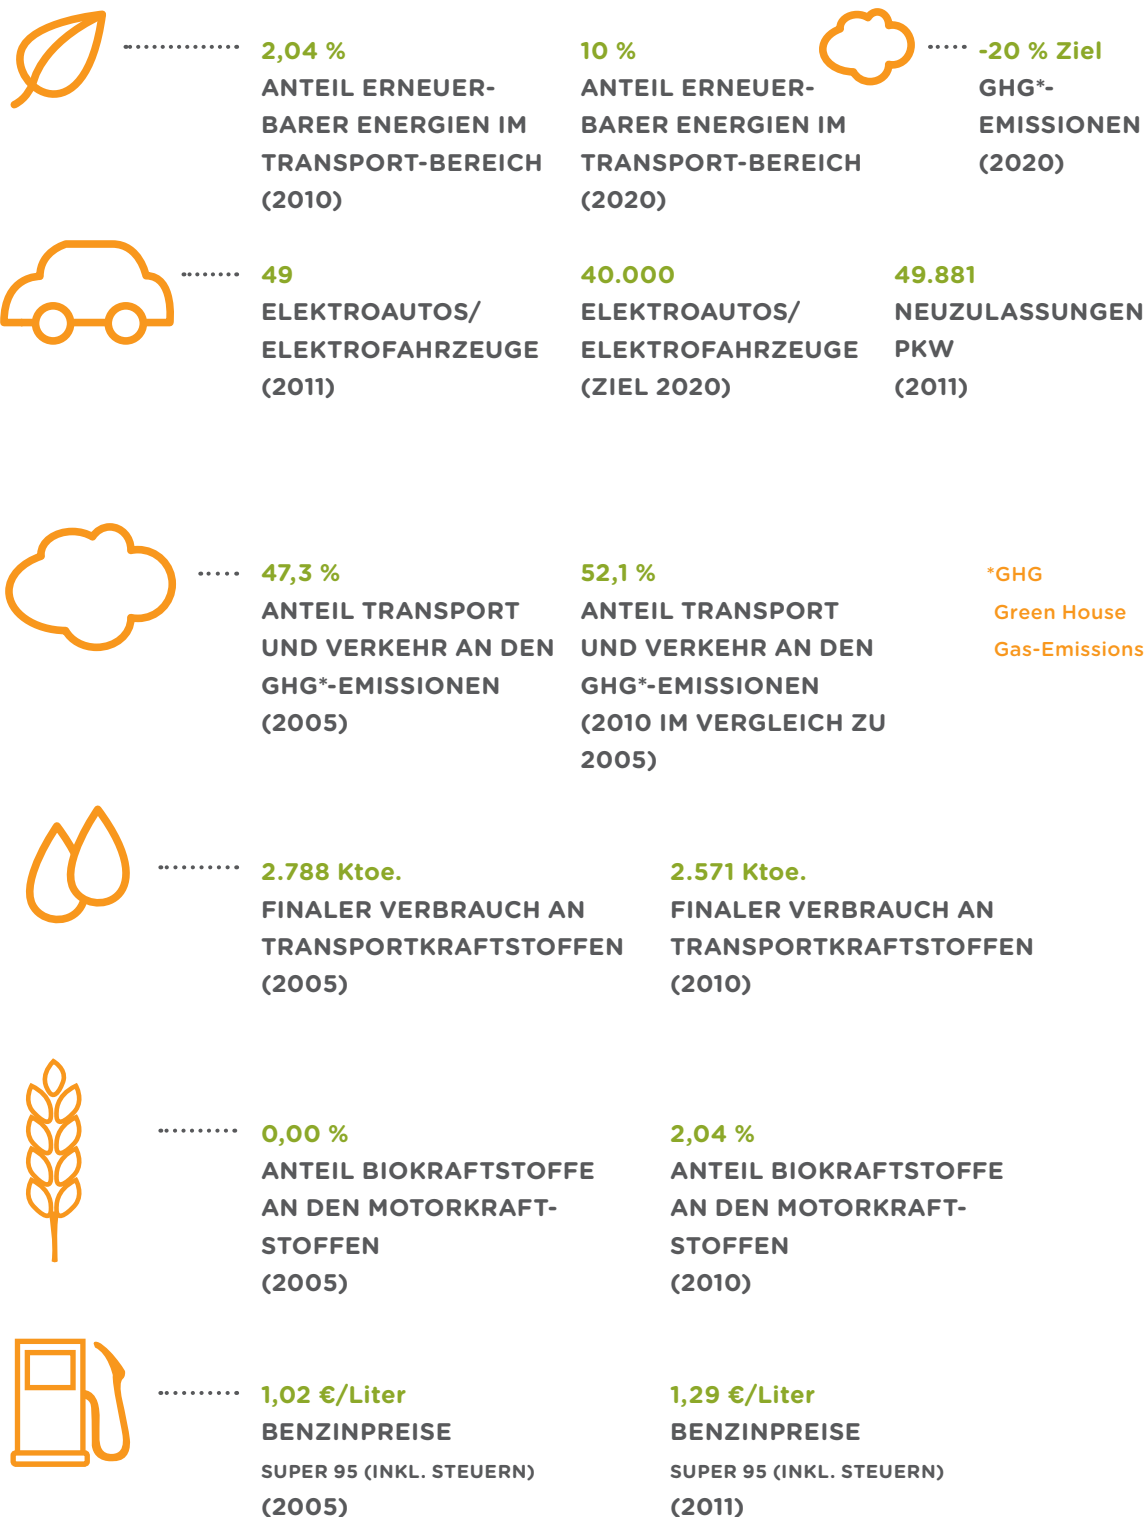 2,04 %
ANTEIL ERNEUER-
BARER ENERGIEN IM
TRANSPORT-BEREICH
(2010)
10 %
ANTEIL ERNEUER-
BARER ENERGIEN IM
TRANSPORT-BEREICH
(2020)
-20 % Ziel
GHG*-
EMISSIONEN
(2020)
49
ELEKTROAUTOS/
ELEKTROFAHRZEUGE
(2011)
40.000
ELEKTROAUTOS/
ELEKTROFAHRZEUGE
(ZIEL 2020)
49.881
NEUZULASSUNGEN
PKW
(2011)
47,3 %
ANTEIL TRANSPORT
UND VERKEHR AN DEN
GHG*-EMISSIONEN
(2005)
52,1 %
ANTEIL TRANSPORT
UND VERKEHR AN DEN
GHG*-EMISSIONEN
(2010 IM VERGLEICH ZU
2005)
*GHG
Green House
Gas-Emissions
2.788 Ktoe.
FINALER VERBRAUCH AN
TRANSPORTKRAFTSTOFFEN
(2005)
2.571 Ktoe.
FINALER VERBRAUCH AN
TRANSPORTKRAFTSTOFFEN
(2010)
0,00 %
ANTEIL BIOKRAFTSTOFFE
AN DEN MOTORKRAFT-
STOFFEN
(2005)
2,04 %
ANTEIL BIOKRAFTSTOFFE
AN DEN MOTORKRAFT-
STOFFEN
(2010)
1,02 €/Liter
BENZINPREISE
SUPER 95 (INKL. STEUERN)
(2005)
1,29 €/Liter
BENZINPREISE
SUPER 95 (INKL. STEUERN)
(2011)